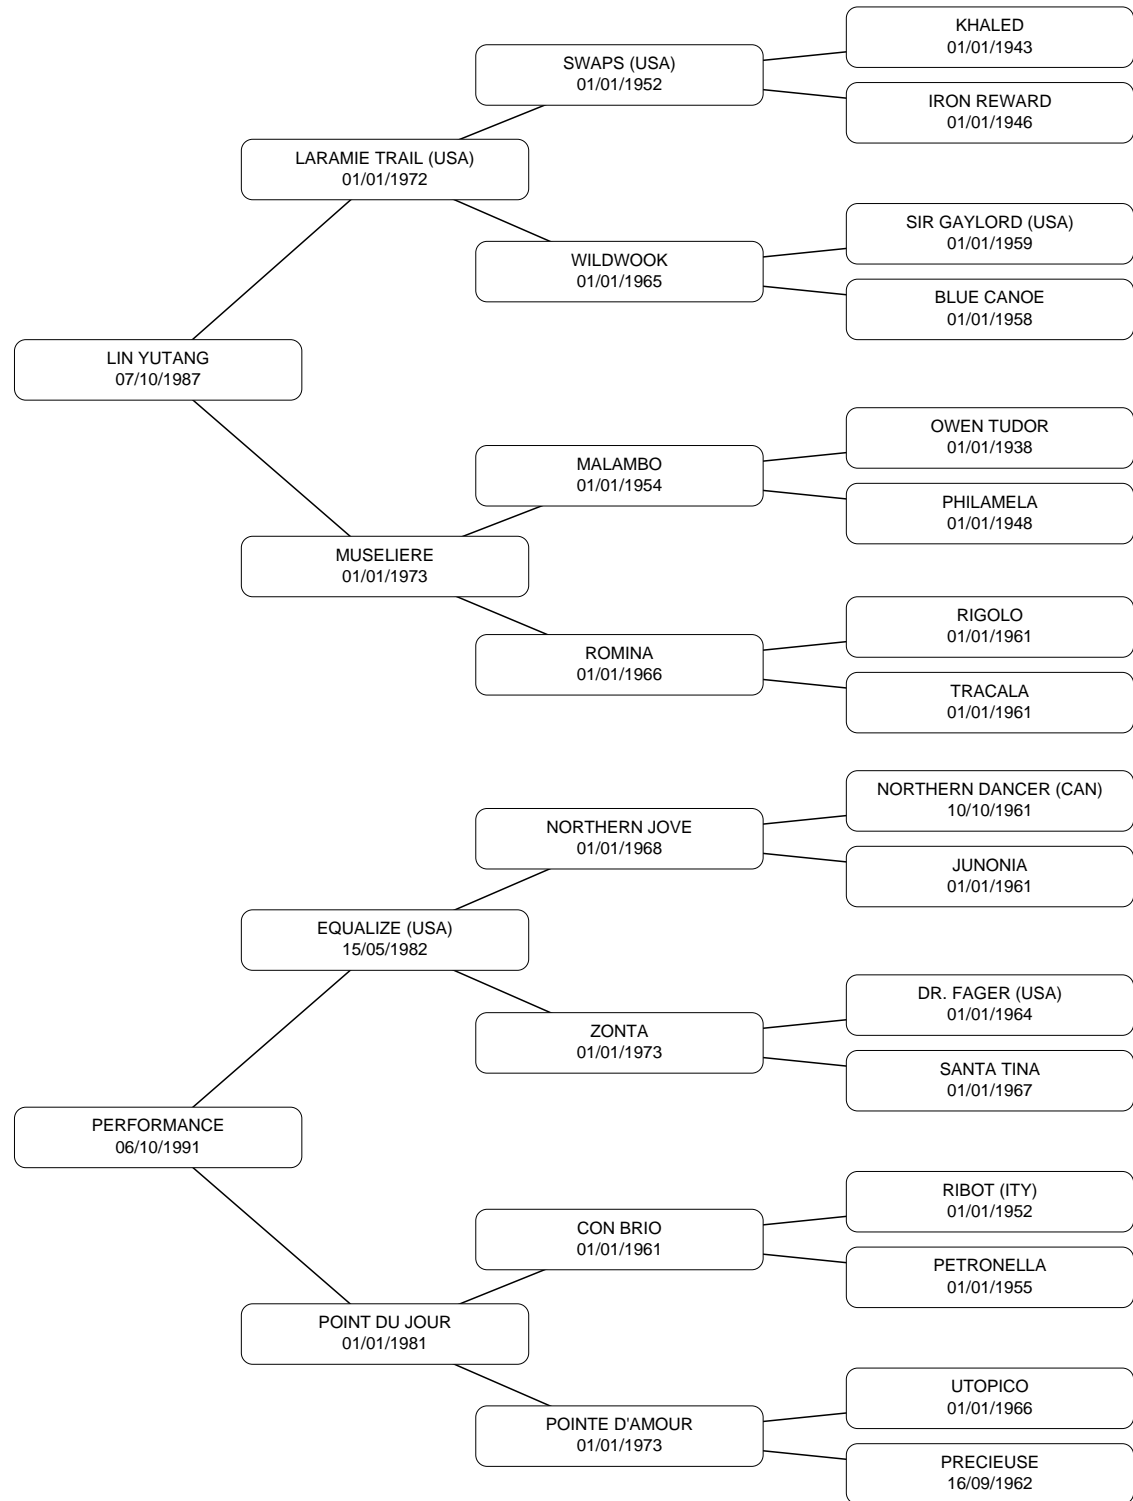 KHALED
01/01/1943
SWAPS (USA)
01/01/1952
IRON REWARD
01/01/1946
LARAMIE TRAIL (USA)
01/01/1972
SIR GAYLORD (USA)
01/01/1959
WILDWOOK
01/01/1965
BLUE CANOE
01/01/1958
LIN YUTANG
07/10/1987
OWEN TUDOR
01/01/1938
MALAMBO
01/01/1954
PHILAMELA
01/01/1948
MUSELIERE
01/01/1973
RIGOLO
01/01/1961
ROMINA
01/01/1966
TRACALA
01/01/1961
NORTHERN DANCER (CAN)
10/10/1961
NORTHERN JOVE
01/01/1968
JUNONIA
01/01/1961
EQUALIZE (USA)
15/05/1982
DR. FAGER (USA)
01/01/1964
ZONTA
01/01/1973
SANTA TINA
01/01/1967
PERFORMANCE
06/10/1991
RIBOT (ITY)
01/01/1952
CON BRIO
01/01/1961
PETRONELLA
01/01/1955
POINT DU JOUR
01/01/1981
UTOPICO
01/01/1966
POINTE D'AMOUR
01/01/1973
PRECIEUSE
16/09/1962